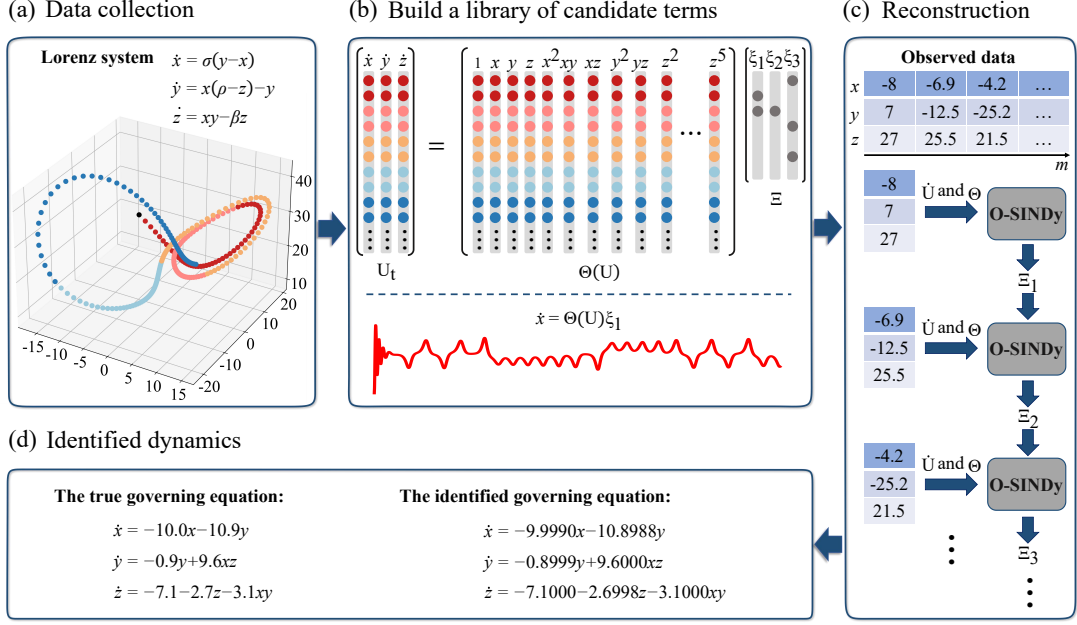 (a) Data collection
Lorenz system
ẋ = σ(y−x)
ẏ = x(ρ−z)−y
ż = xy−βz
40
30
20
10
20
10
0
-10
-20
-15
-10
-5
0
5
10
15
(b) Build a library of candidate terms
ẋ ẏ ż
1 x y z x² xy xz y² yz z² z⁵
ξ₁ ξ₂ ξ₃
=
...
U_t
Θ(U)
Ξ
ẋ = Θ(U)ξ₁
(c) Reconstruction
Observed data
x -8 -6.9 -4.2 ...
y 7 -12.5 -25.2 ...
z 27 25.5 21.5 ...
m
-8
7
27
U̇ and Θ
O-SINDy
Ξ₁
-6.9
-12.5
25.5
U̇ and Θ
O-SINDy
Ξ₂
-4.2
-25.2
21.5
U̇ and Θ
O-SINDy
Ξ₃
(d) Identified dynamics
The true governing equation:
ẋ = −10.0x−10.9y
ẏ = −0.9y+9.6xz
ż = −7.1−2.7z−3.1xy
The identified governing equation:
ẋ = −9.9990x−10.8988y
ẏ = −0.8999y+9.6000xz
ż = −7.1000−2.6998z−3.1000xy